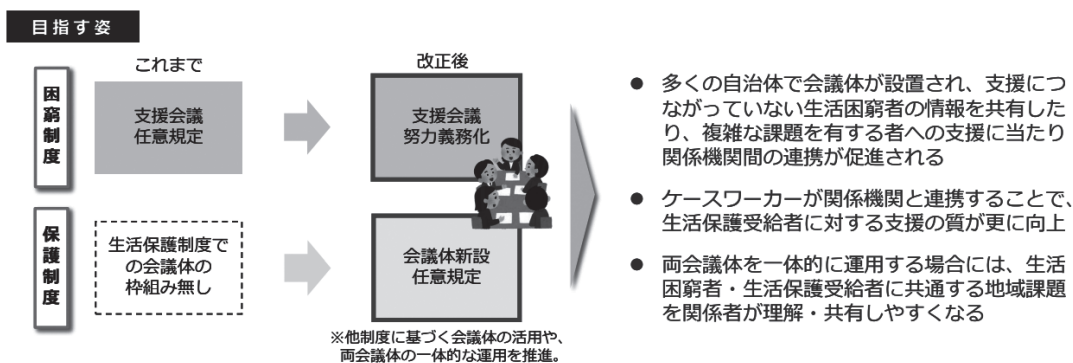 目指す姿
これまで
改正後
困窮制度
支援会議
任意規定
支援会議
努力義務化
保護制度
生活保護制度で
の会議体の
枠組み無し
会議体新設
任意規定
※他制度に基づく会議体の活用や、
両会議体の一体的な運用を推進。
● 多くの自治体で会議体が設置され、支援につ
ながっていない生活困窮者の情報を共有した
り、複雑な課題を有する者への支援に当たり
関係機関間の連携が促進される
● ケースワーカーが関係機関と連携することで、
生活保護受給者に対する支援の質が更に向上
● 両会議体を一体的に運用する場合には、生活
困窮者・生活保護受給者に共通する地域課題
を関係者が理解・共有しやすくなる